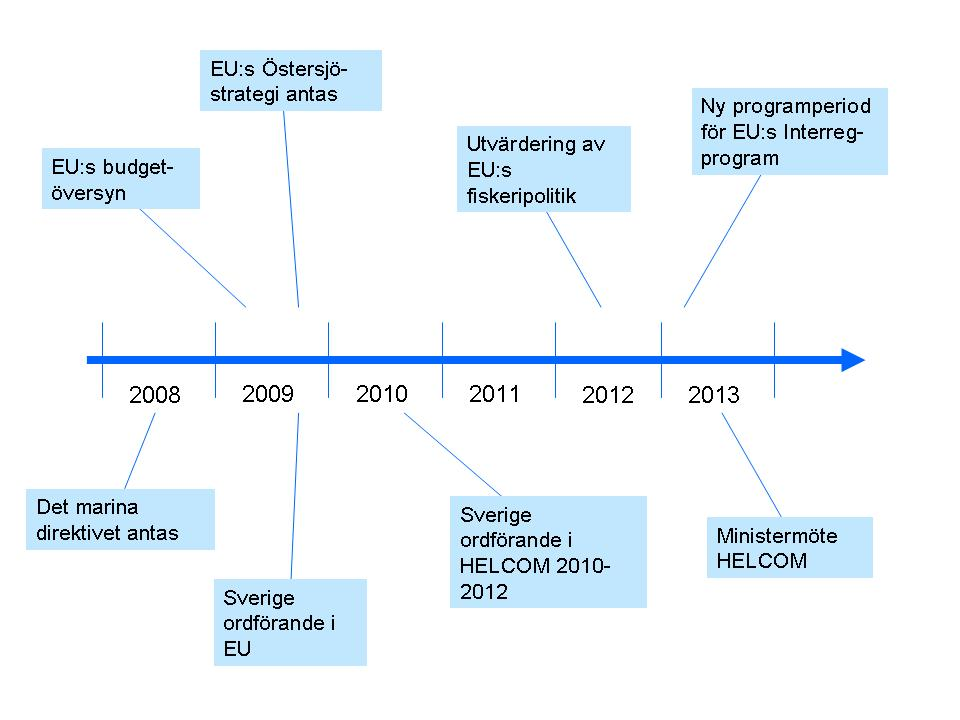 EU:s Östersjö-
strategi antas
Ny programperiod
för EU:s Interreg-
program
Utvärdering av
EU:s
fiskeripolitik
EU:s budget-
översyn
2008
2009
2010
2011
2012
2013
Det marina
direktivet antas
Sverige
ordförande i
HELCOM 2010-
2012
Ministermöte
HELCOM
Sverige
ordförande i
EU